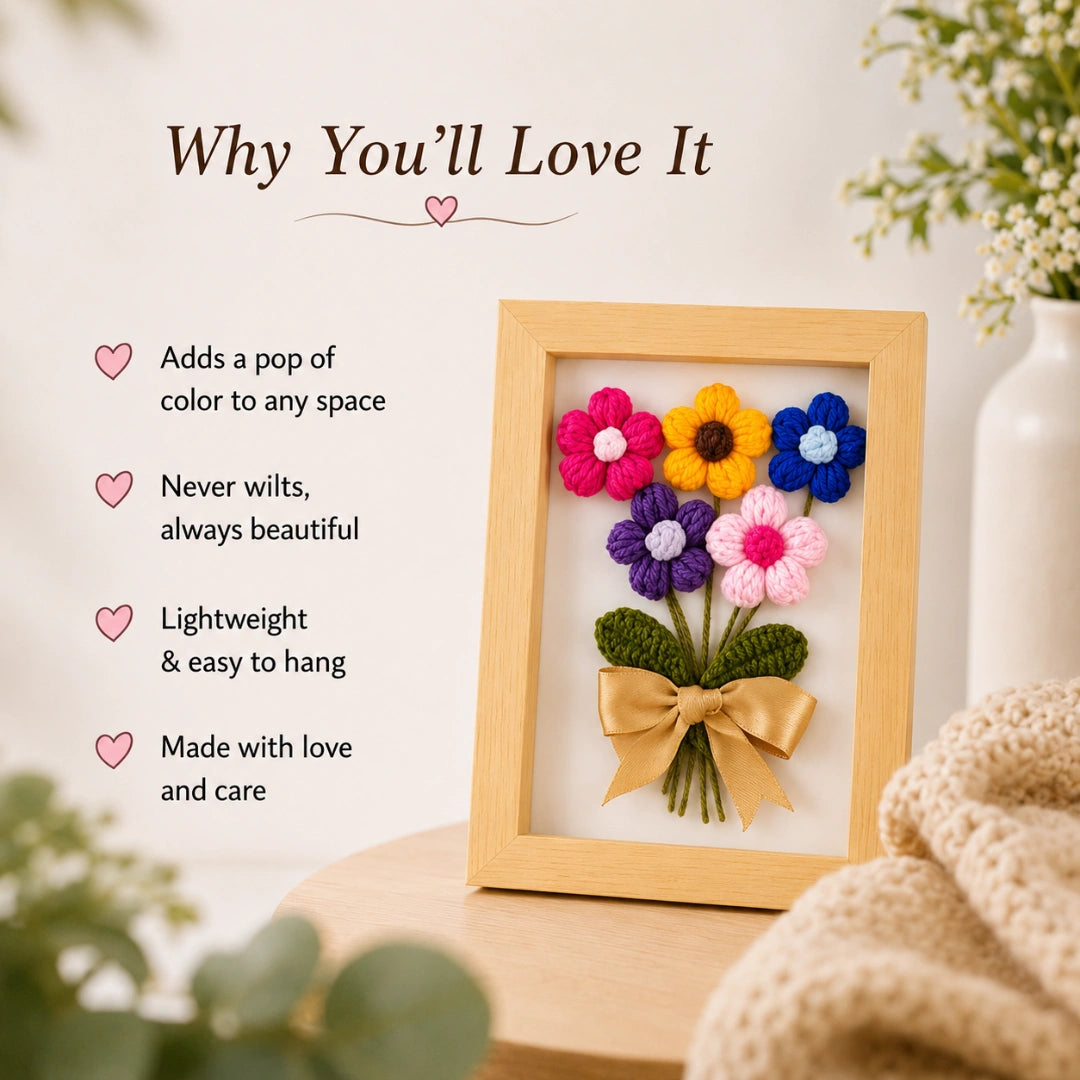 Why You'll Love It
Adds a pop of
color to any space
Never wilts,
always beautiful
Lightweight
& easy to hang
Made with love
and care